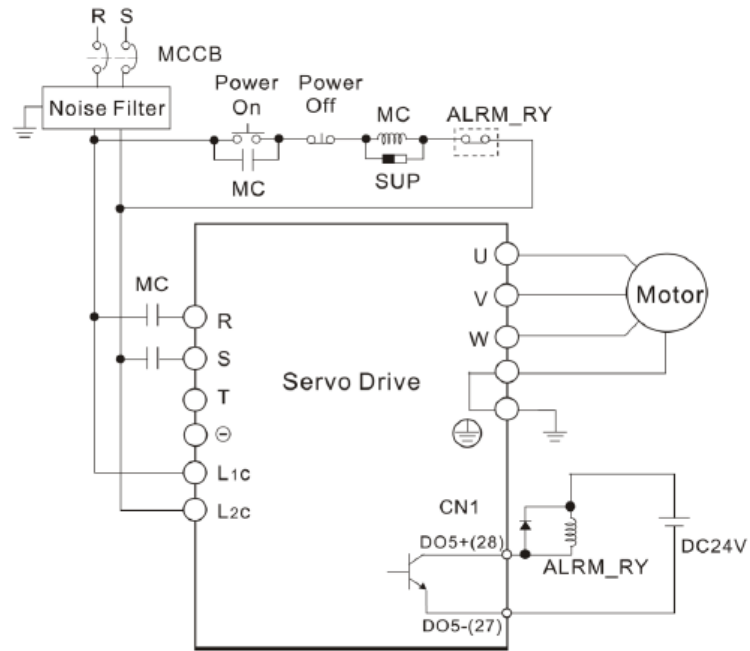 R S
MCCB
Noise Filter
Power
On
Power
Off
MC
ALRM_RY
MC
SUP
MC
R
S
T
⊖
L1c
L2c
Servo Drive
U
V
W
Motor
CN1
DO5+(28)
DO5-(27)
ALRM_RY
DC24V